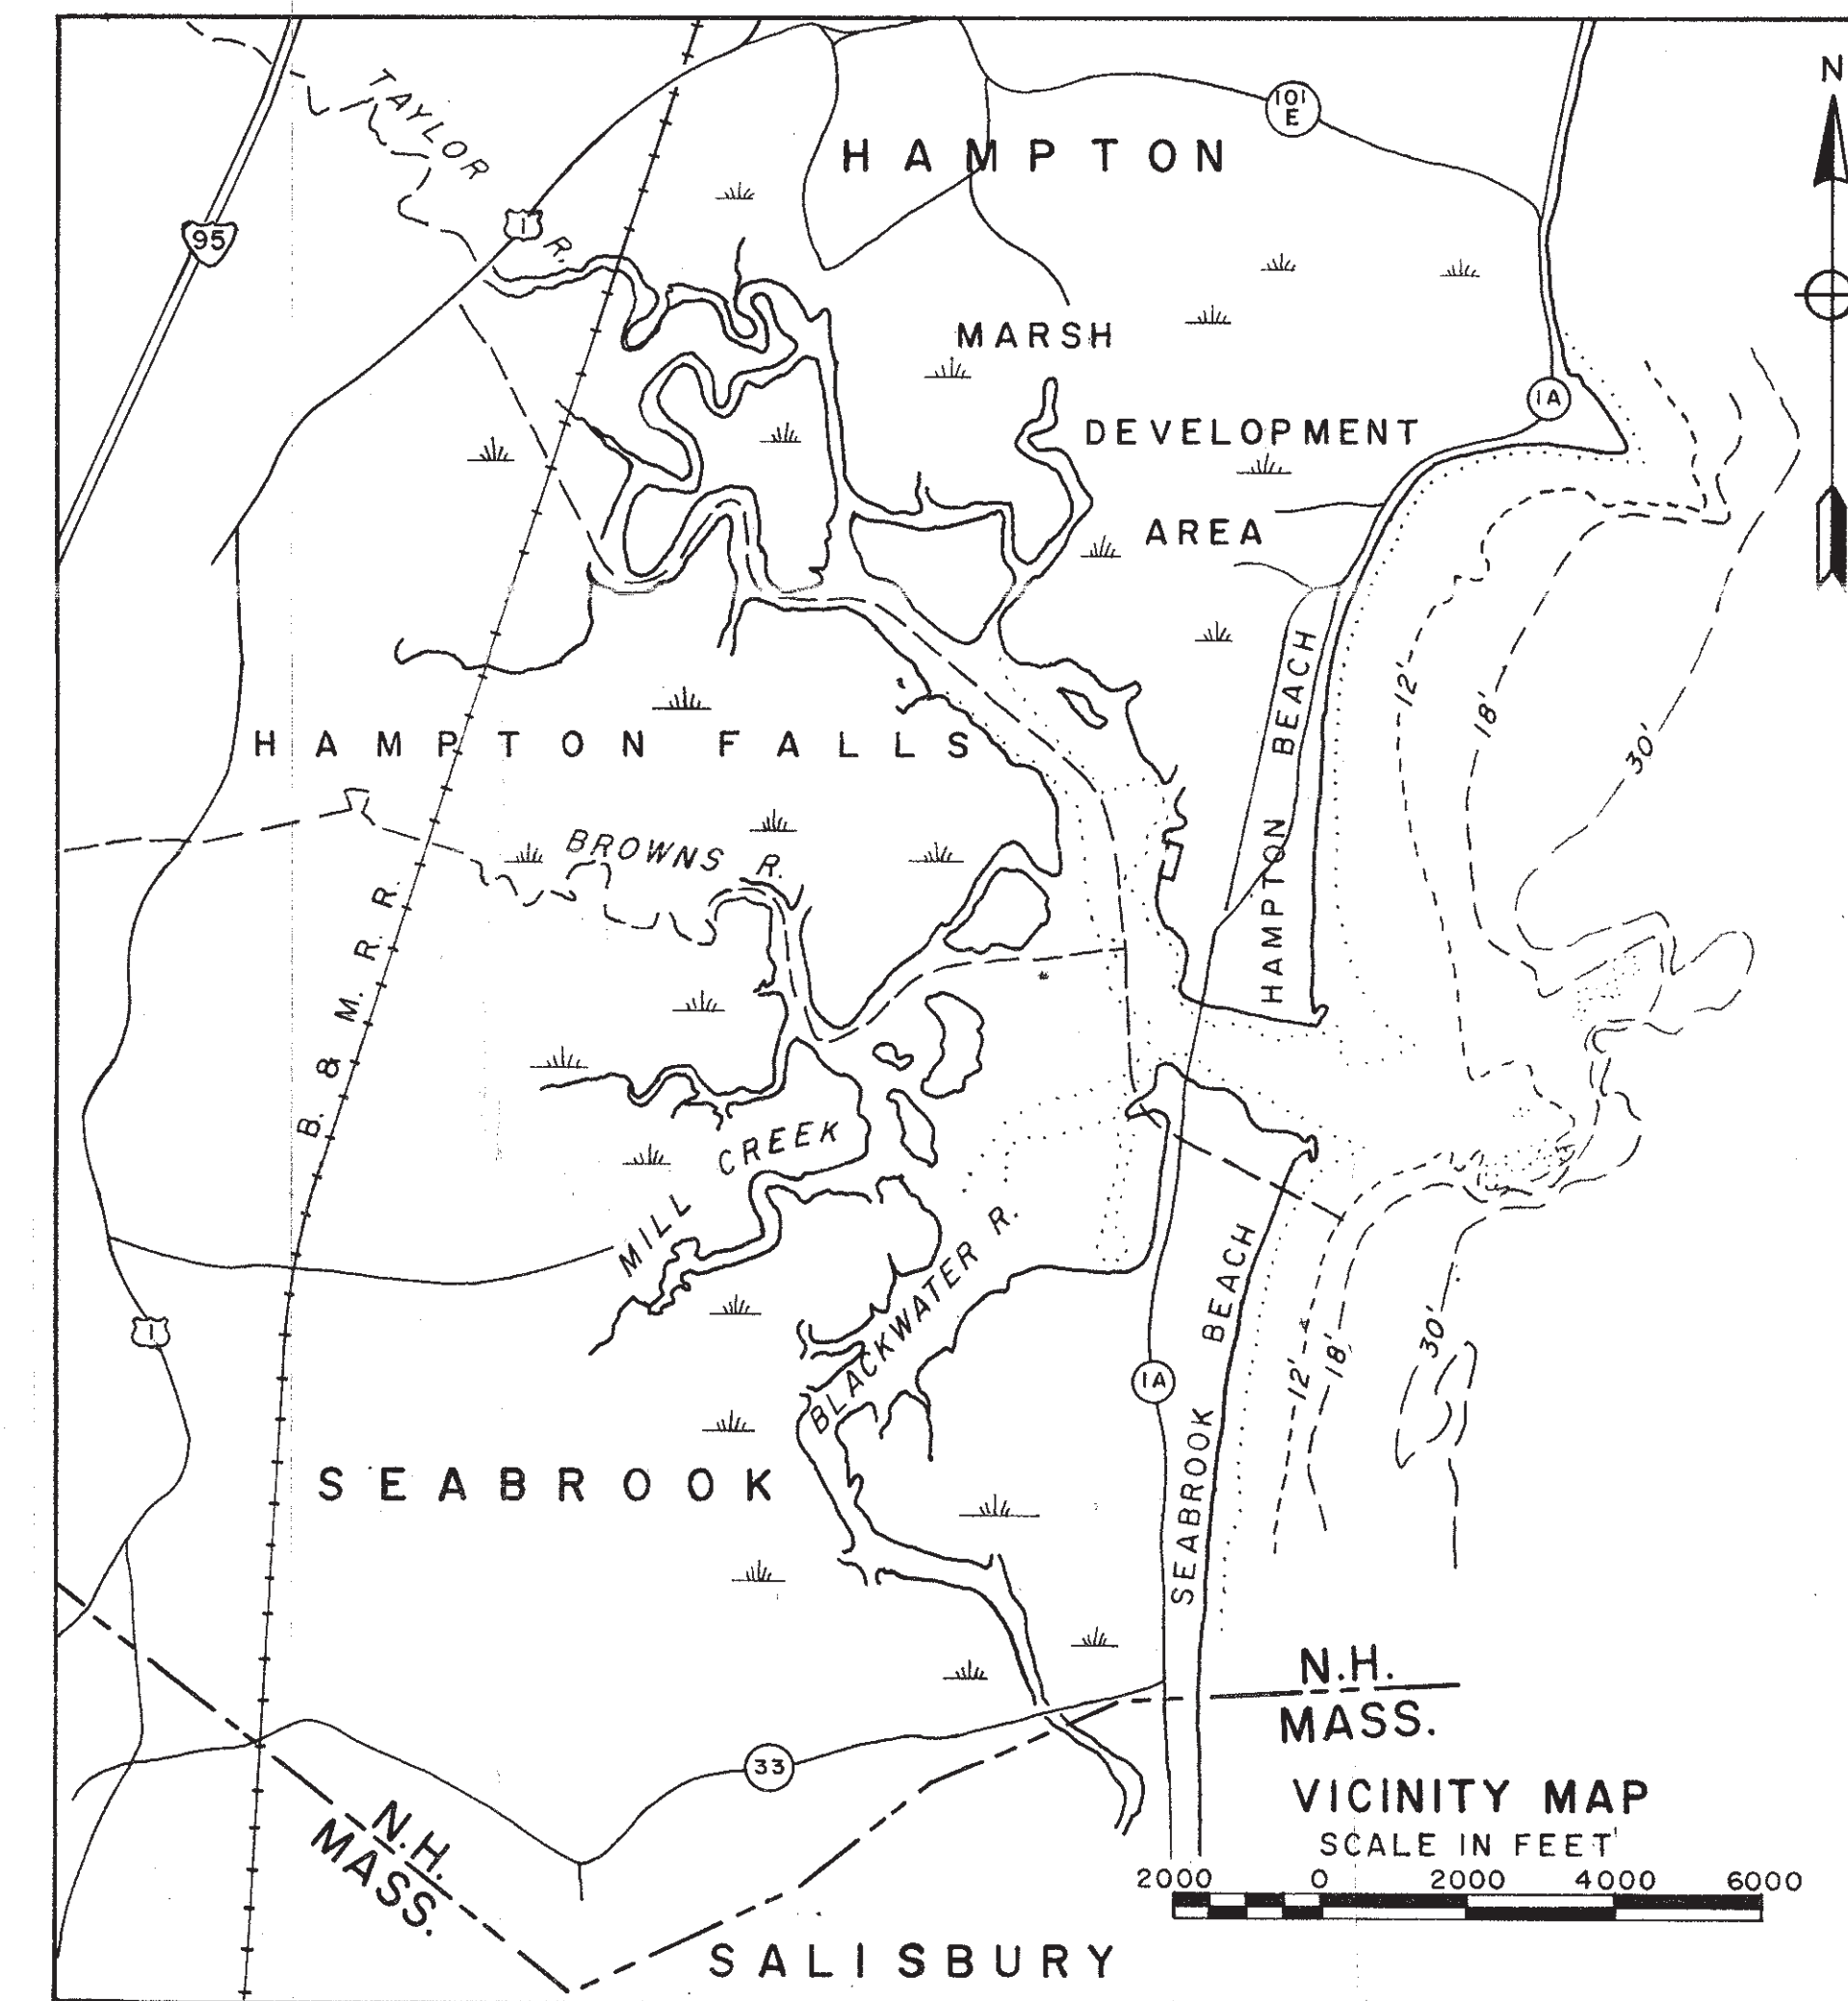 N
TAYLOR R.
101 E
HAMPTON
95
1
MARSH
DEVELOPMENT
AREA
1A
HAMPTON BEACH
12'
18'
30'
HAMPTON FALLS
BROWNS R.
B. & M. R. R.
MILL CREEK
BLACKWATER R.
1
1A
SEABROOK BEACH
12'
18'
30'
SEABROOK
N.H.
MASS.
33
N.H.
MASS.
VICINITY MAP
SCALE IN FEET
2000 0 2000 4000 6000
SALISBURY